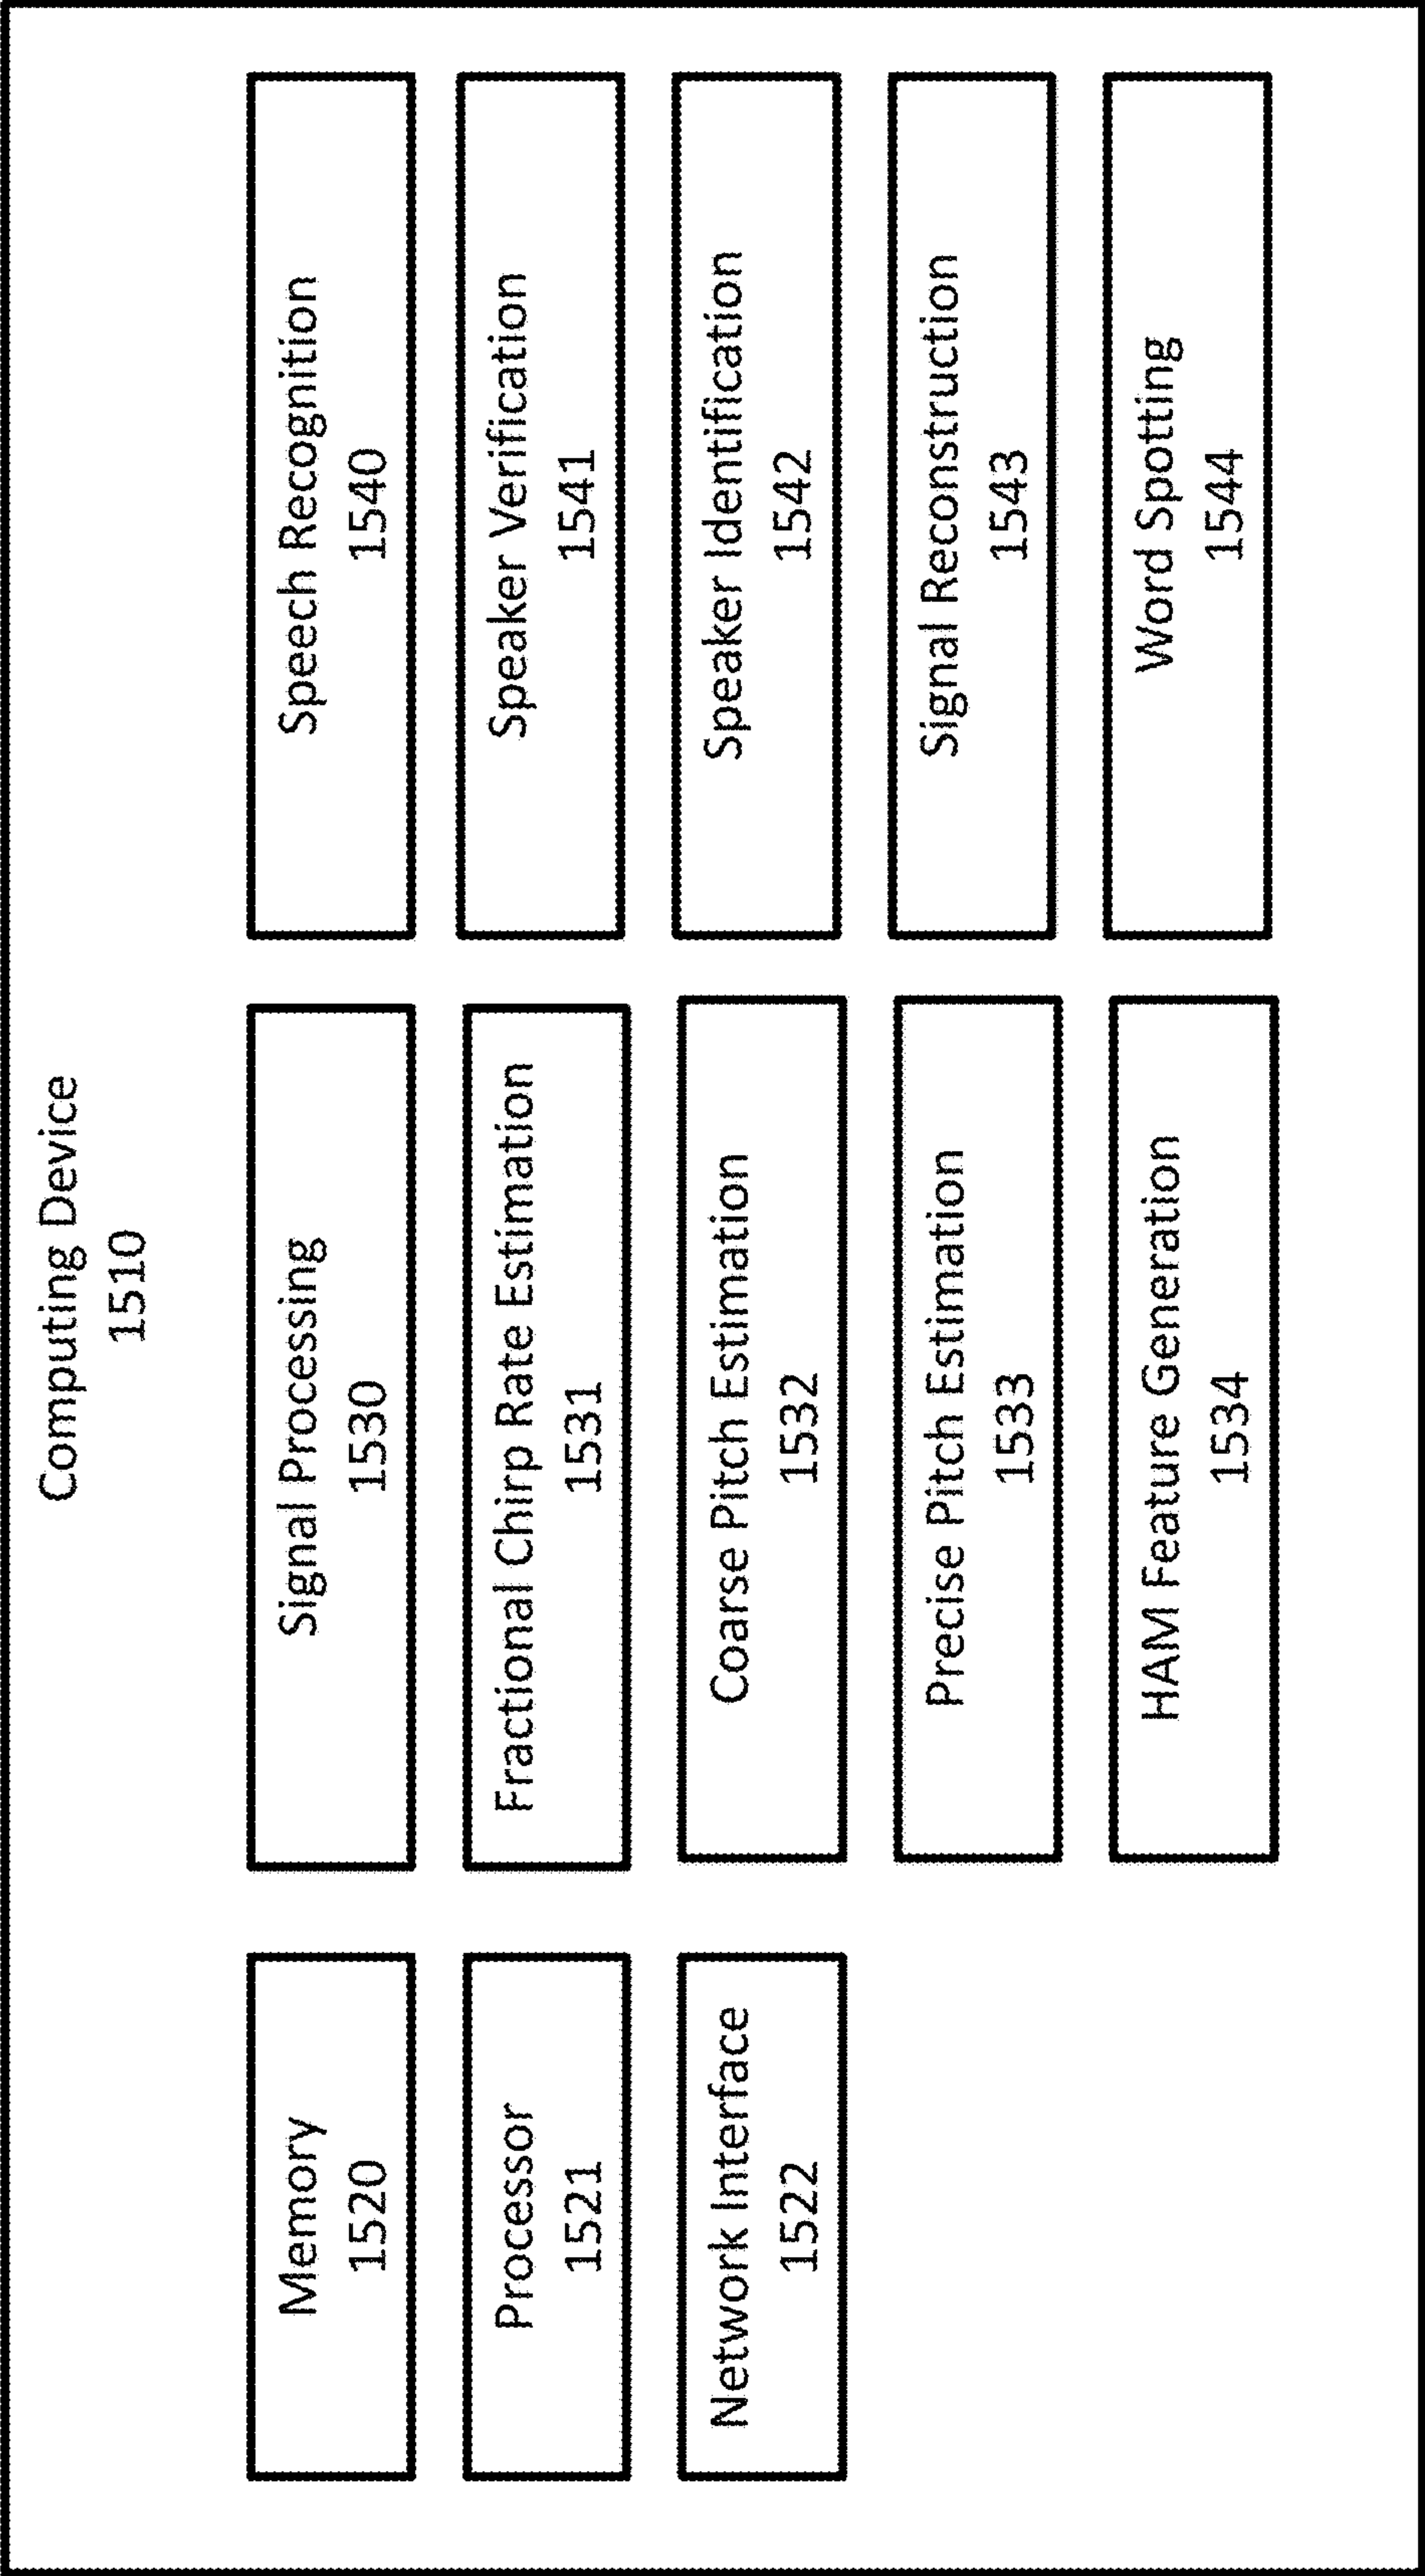 Computing Device
1510
Memory
1520
Processor
1521
Network Interface
1522
Signal Processing
1530
Fractional Chirp Rate Estimation
1531
Coarse Pitch Estimation
1532
Precise Pitch Estimation
1533
HAM Feature Generation
1534
Speech Recognition
1540
Speaker Verification
1541
Speaker Identification
1542
Signal Reconstruction
1543
Word Spotting
1544